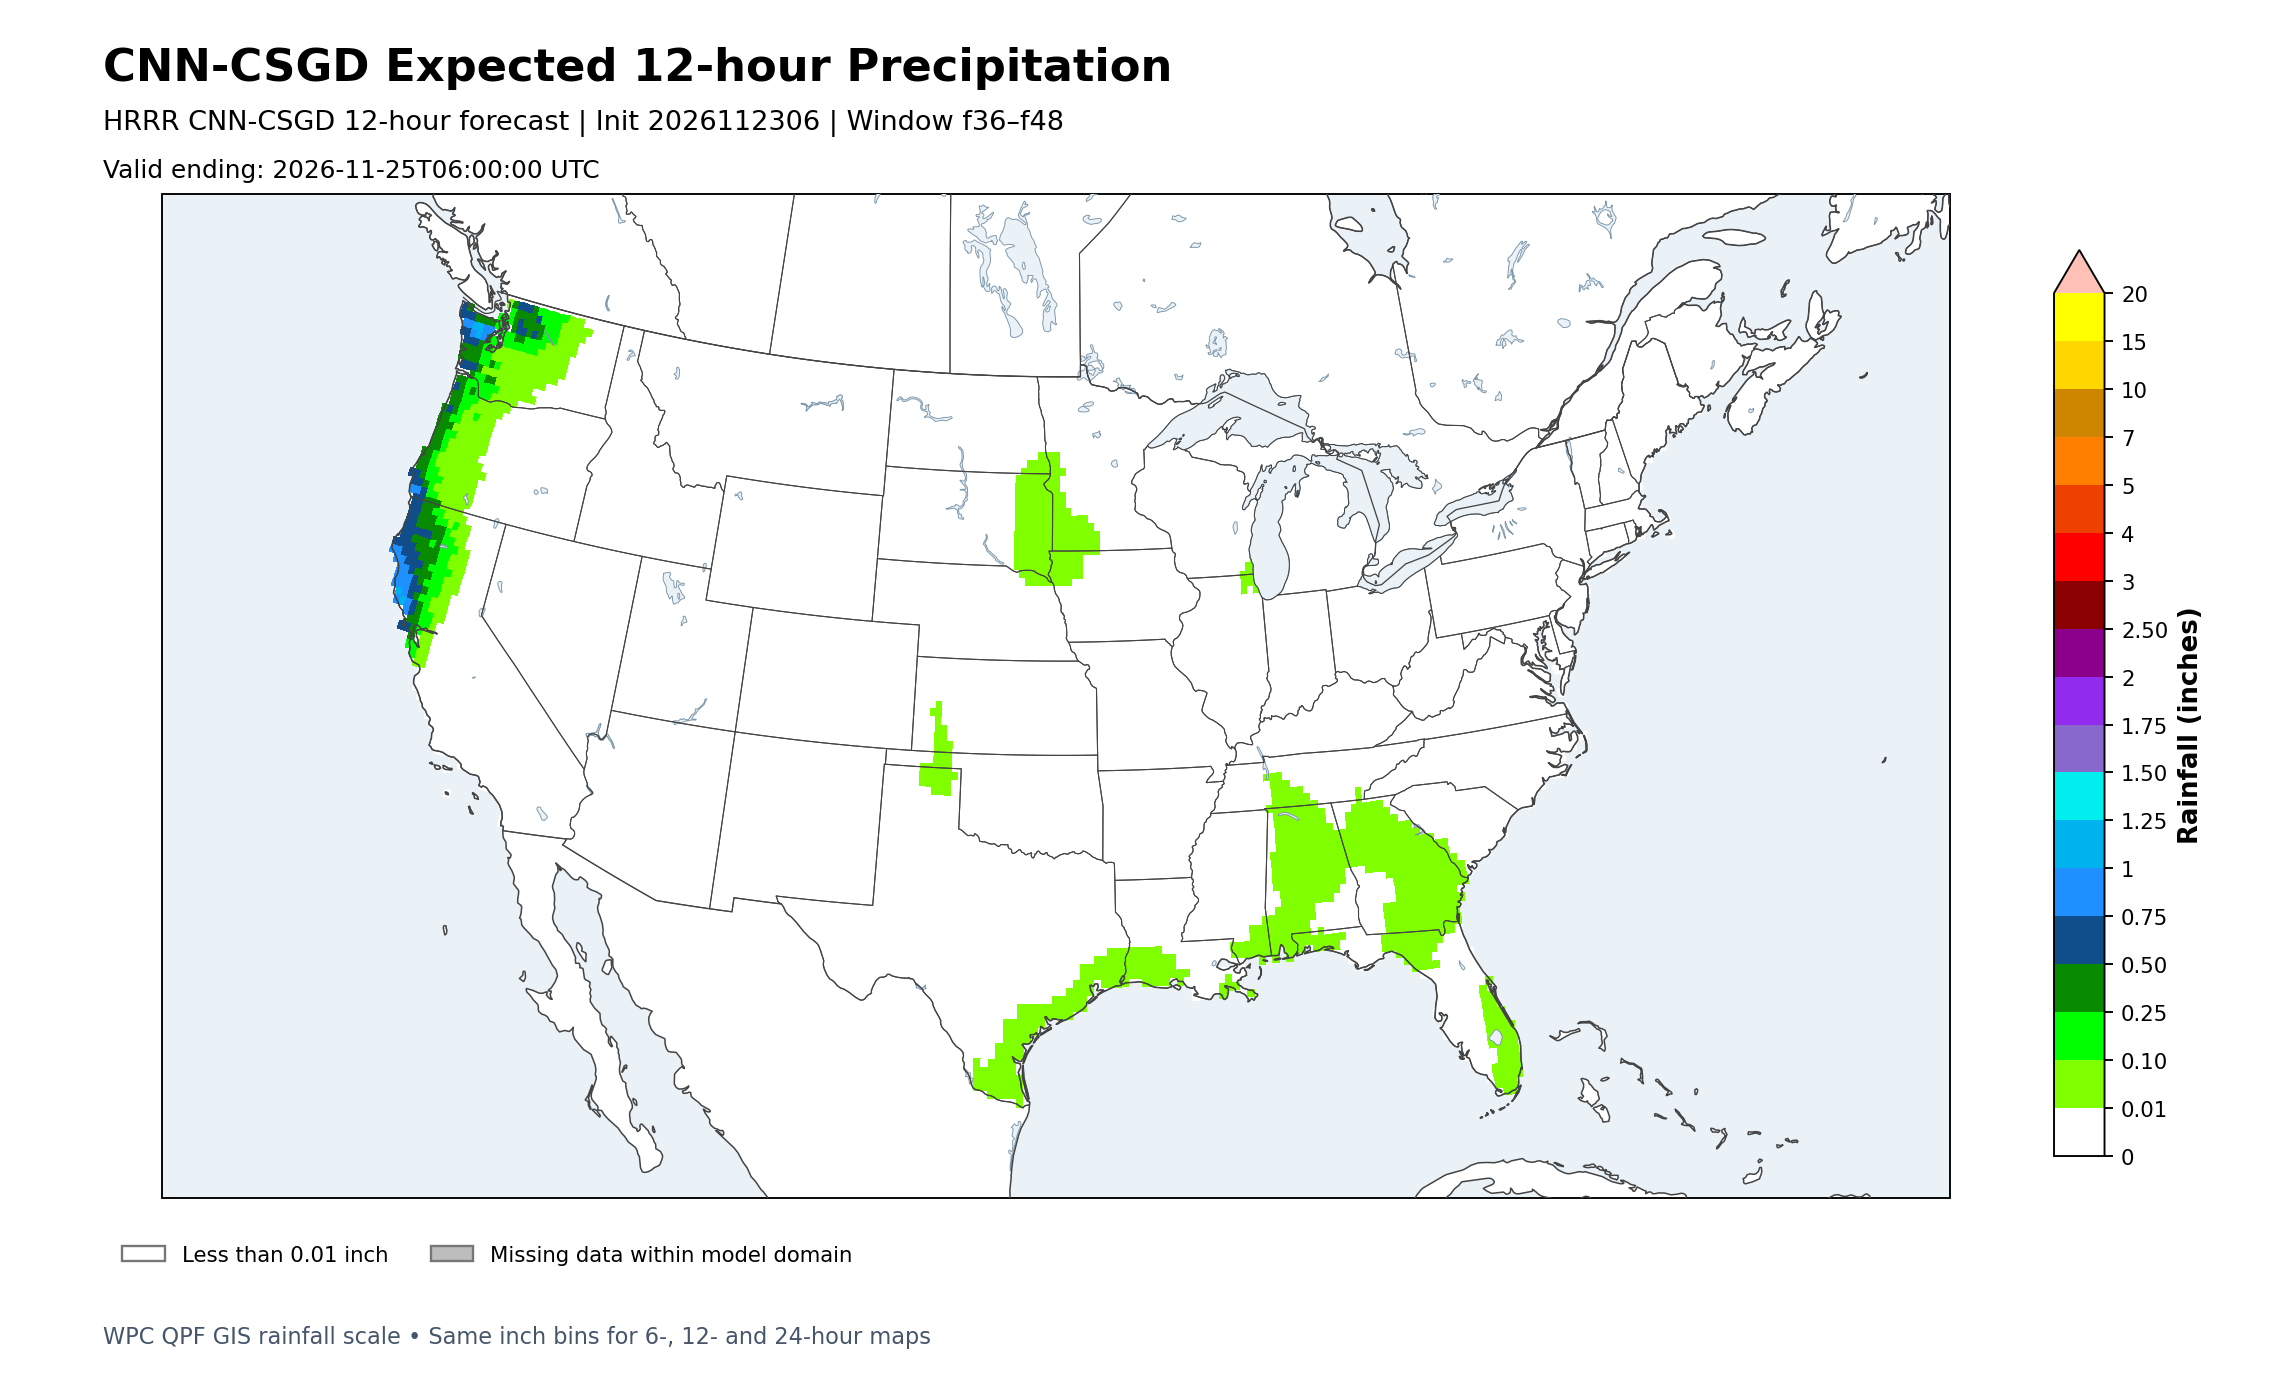 CNN-CSGD Expected 12-hour Precipitation
HRRR CNN-CSGD 12-hour forecast | Init 2026112306 | Window f36–f48
Valid ending: 2026-11-25T06:00:00 UTC
20
15
10
7
5
4
3
2.50
2
1.75
1.50
1.25
1
0.75
0.50
0.25
0.10
0.01
0
Rainfall (inches)
Less than 0.01 inch
Missing data within model domain
WPC QPF GIS rainfall scale • Same inch bins for 6-, 12- and 24-hour maps